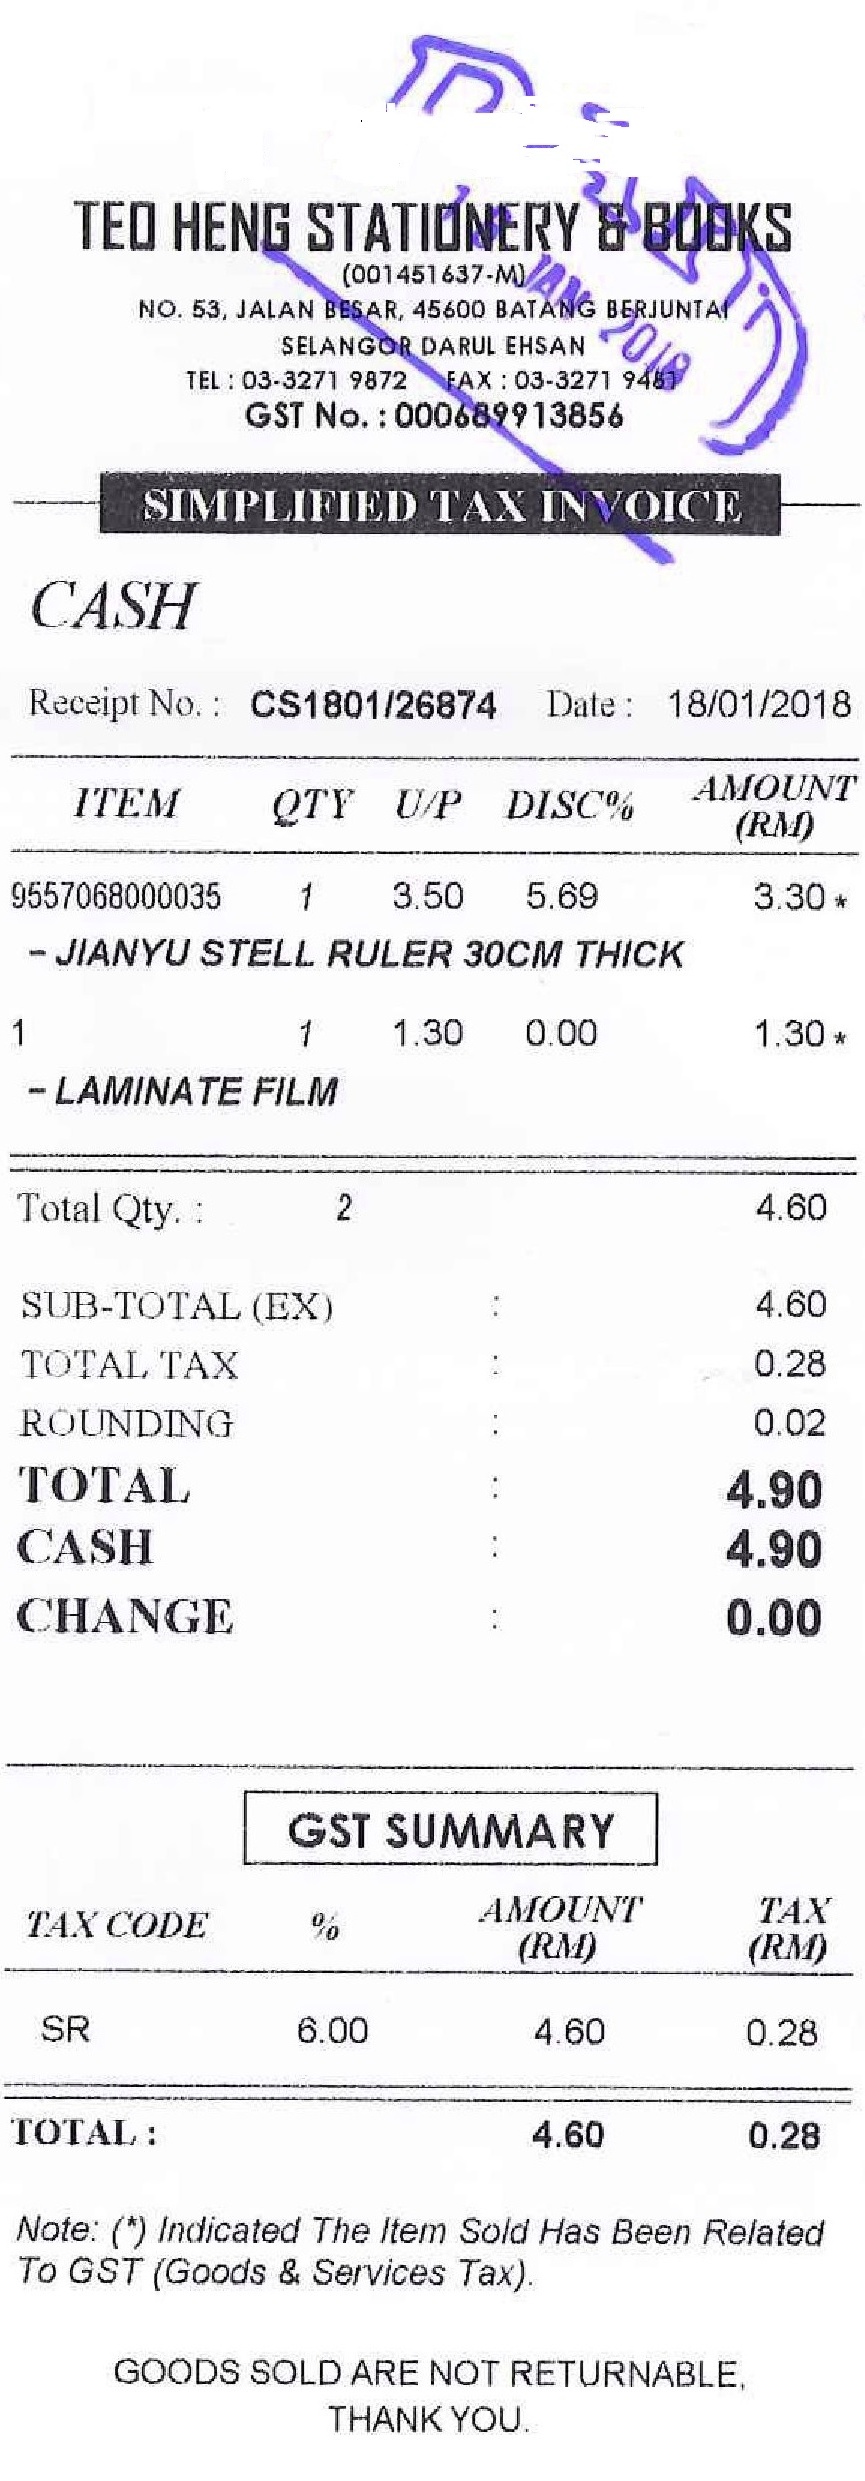 TEO HENG STATIONERY & BOOKS
(001451637-M)
NO. 53, JALAN BESAR, 45600 BATANG BERJUNTAI
SELANGOR DARUL EHSAN
TEL : 03-3271 9872 FAX : 03-3271 9481
GST No. : 000689913856
JAN 2018
SIMPLIFIED TAX INVOICE
CASH
Receipt No. : CS1801/26874 Date : 18/01/2018
ITEM QTY U/P DISC% AMOUNT (RM)
9557068000035 1 3.50 5.69 3.30 *
- JIANYU STELL RULER 30CM THICK
1 1 1.30 0.00 1.30 *
- LAMINATE FILM
Total Qty. : 2 4.60
SUB-TOTAL (EX) : 4.60
TOTAL TAX : 0.28
ROUNDING : 0.02
TOTAL : 4.90
CASH : 4.90
CHANGE : 0.00
GST SUMMARY
TAX CODE % AMOUNT (RM) TAX (RM)
SR 6.00 4.60 0.28
TOTAL : 4.60 0.28
Note: (*) Indicated The Item Sold Has Been Related
To GST (Goods & Services Tax).
GOODS SOLD ARE NOT RETURNABLE,
THANK YOU.